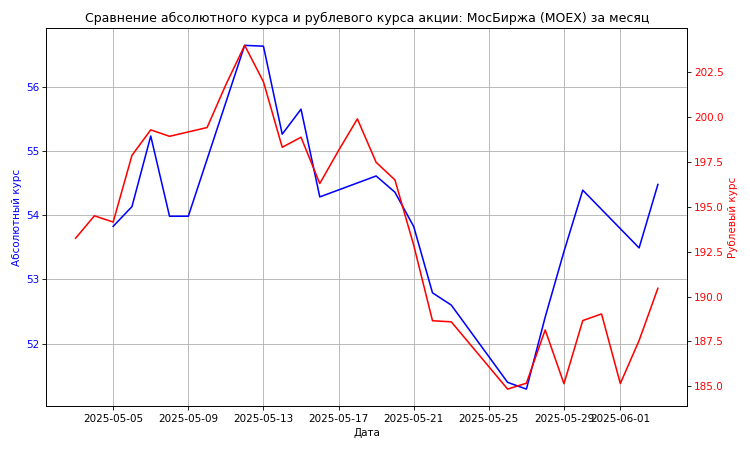 Сравнение абсолютного курса и рублевого курса акции: МосБиржа (MOEX) за месяц
Абсолютный курс
56
55
54
53
52
202.5
200.0
197.5
195.0
192.5
190.0
187.5
185.0
Рублевый курс
2025-05-05 2025-05-09 2025-05-13 2025-05-17 2025-05-21 2025-05-25 2025-05-29 2025-06-01
Дата